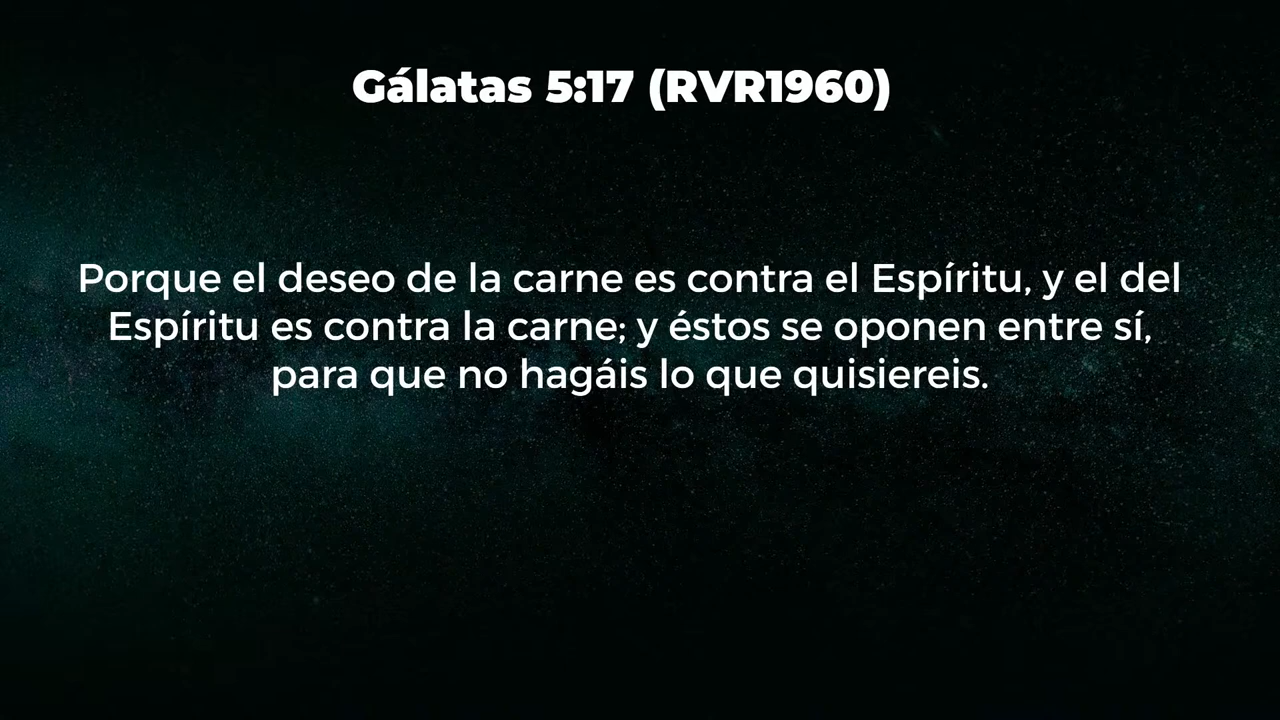 Gálatas 5:17 (RVR1960)
Porque el deseo de la carne es contra el Espíritu, y el del
Espíritu es contra la carne; y éstos se oponen entre sí,
para que no hagáis lo que quisiereis.